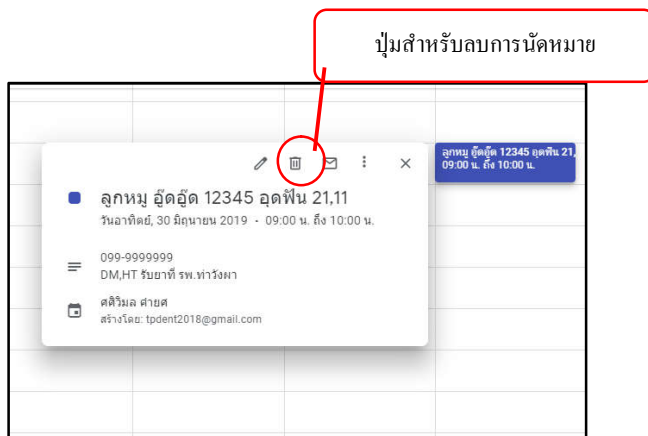 ปุ่มสำหรับลบการนัดหมาย
ลูกหมู อู๊ดอู๊ด 12345 อุดฟัน 21,
09:00 น. ถึง 10:00 น.
ลูกหมู อู๊ดอู๊ด 12345 อุดฟัน 21,11
วันอาทิตย์, 30 มิถุนายน 2019 - 09:00 น. ถึง 10:00 น.
099-9999999
DM,HT รับยาที่ รพ.ท่าวังผา
ศศิวิมล ศายศ
สร้างโดย: tpdent2018@gmail.com